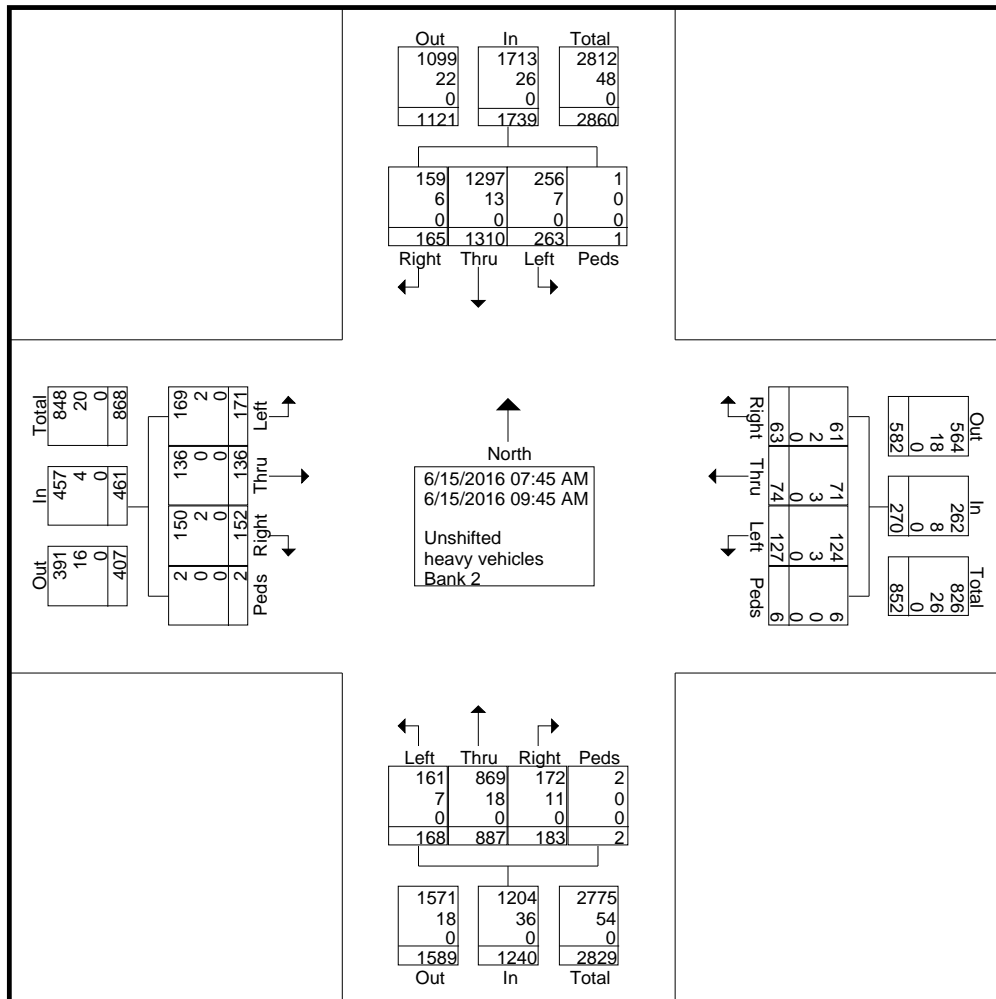 Out In Total
1099 1713 2812
22 26 48
0 0 0
1121 1739 2860
159 1297 256 1
6 13 7 0
0 0 0 0
165 1310 263 1
Right Thru Left Peds
Total
848 20 0 868
In
457 4 0 461
Out
391 16 0 407
169 2 0 171
Left
136 0 0 136
Thru
150 2 0 152
Right
2 0 0 2
Peds
North
6/15/2016 07:45 AM
6/15/2016 09:45 AM
Unshifted
heavy vehicles
Bank 2
Right
61 2 0 63
Thru
71 3 0 74
Left
124 3 0 127
Peds
6 0 0 6
Out
564 18 0 582
In
262 8 0 270
Total
826 26 0 852
Left Thru Right Peds
161 869 172 2
7 18 11 0
0 0 0 0
168 887 183 2
1571 1204 2775
18 36 54
0 0 0
1589 1240 2829
Out In Total